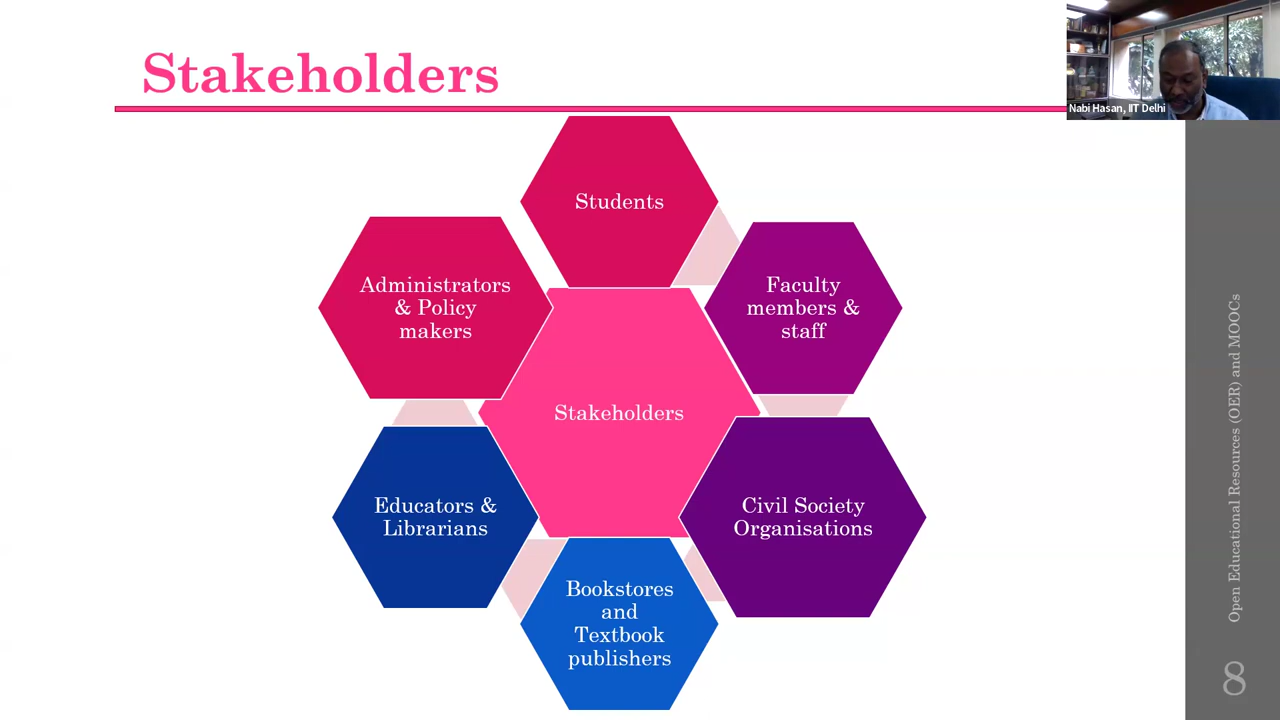 Stakeholders
Nabi Hasan, IIT Delhi
Students
Administrators
& Policy
makers
Faculty
members &
staff
Stakeholders
Educators &
Librarians
Civil Society
Organisations
Bookstores
and
Textbook
publishers
Open Educational Resources (OER) and MOOCs
8